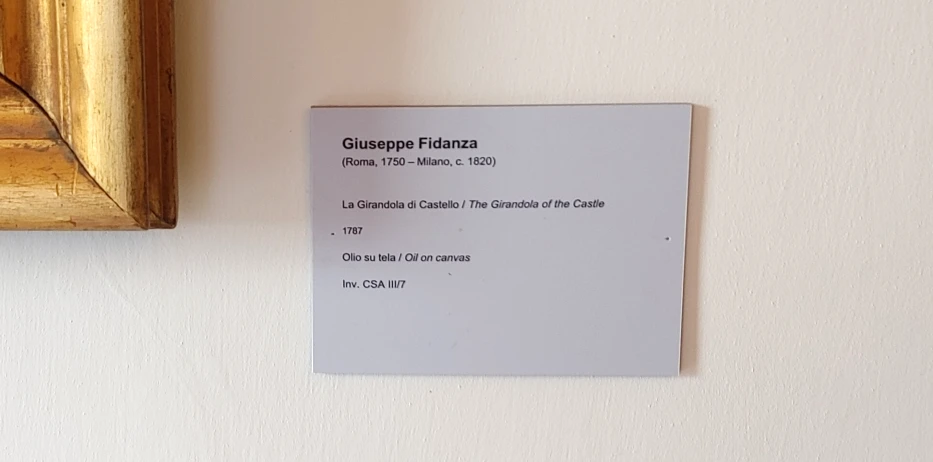 Giuseppe Fidanza
(Roma, 1750 – Milano, c. 1820)
La Girandola di Castello / The Girandola of the Castle
1787
Olio su tela / Oil on canvas
Inv. CSA III/7